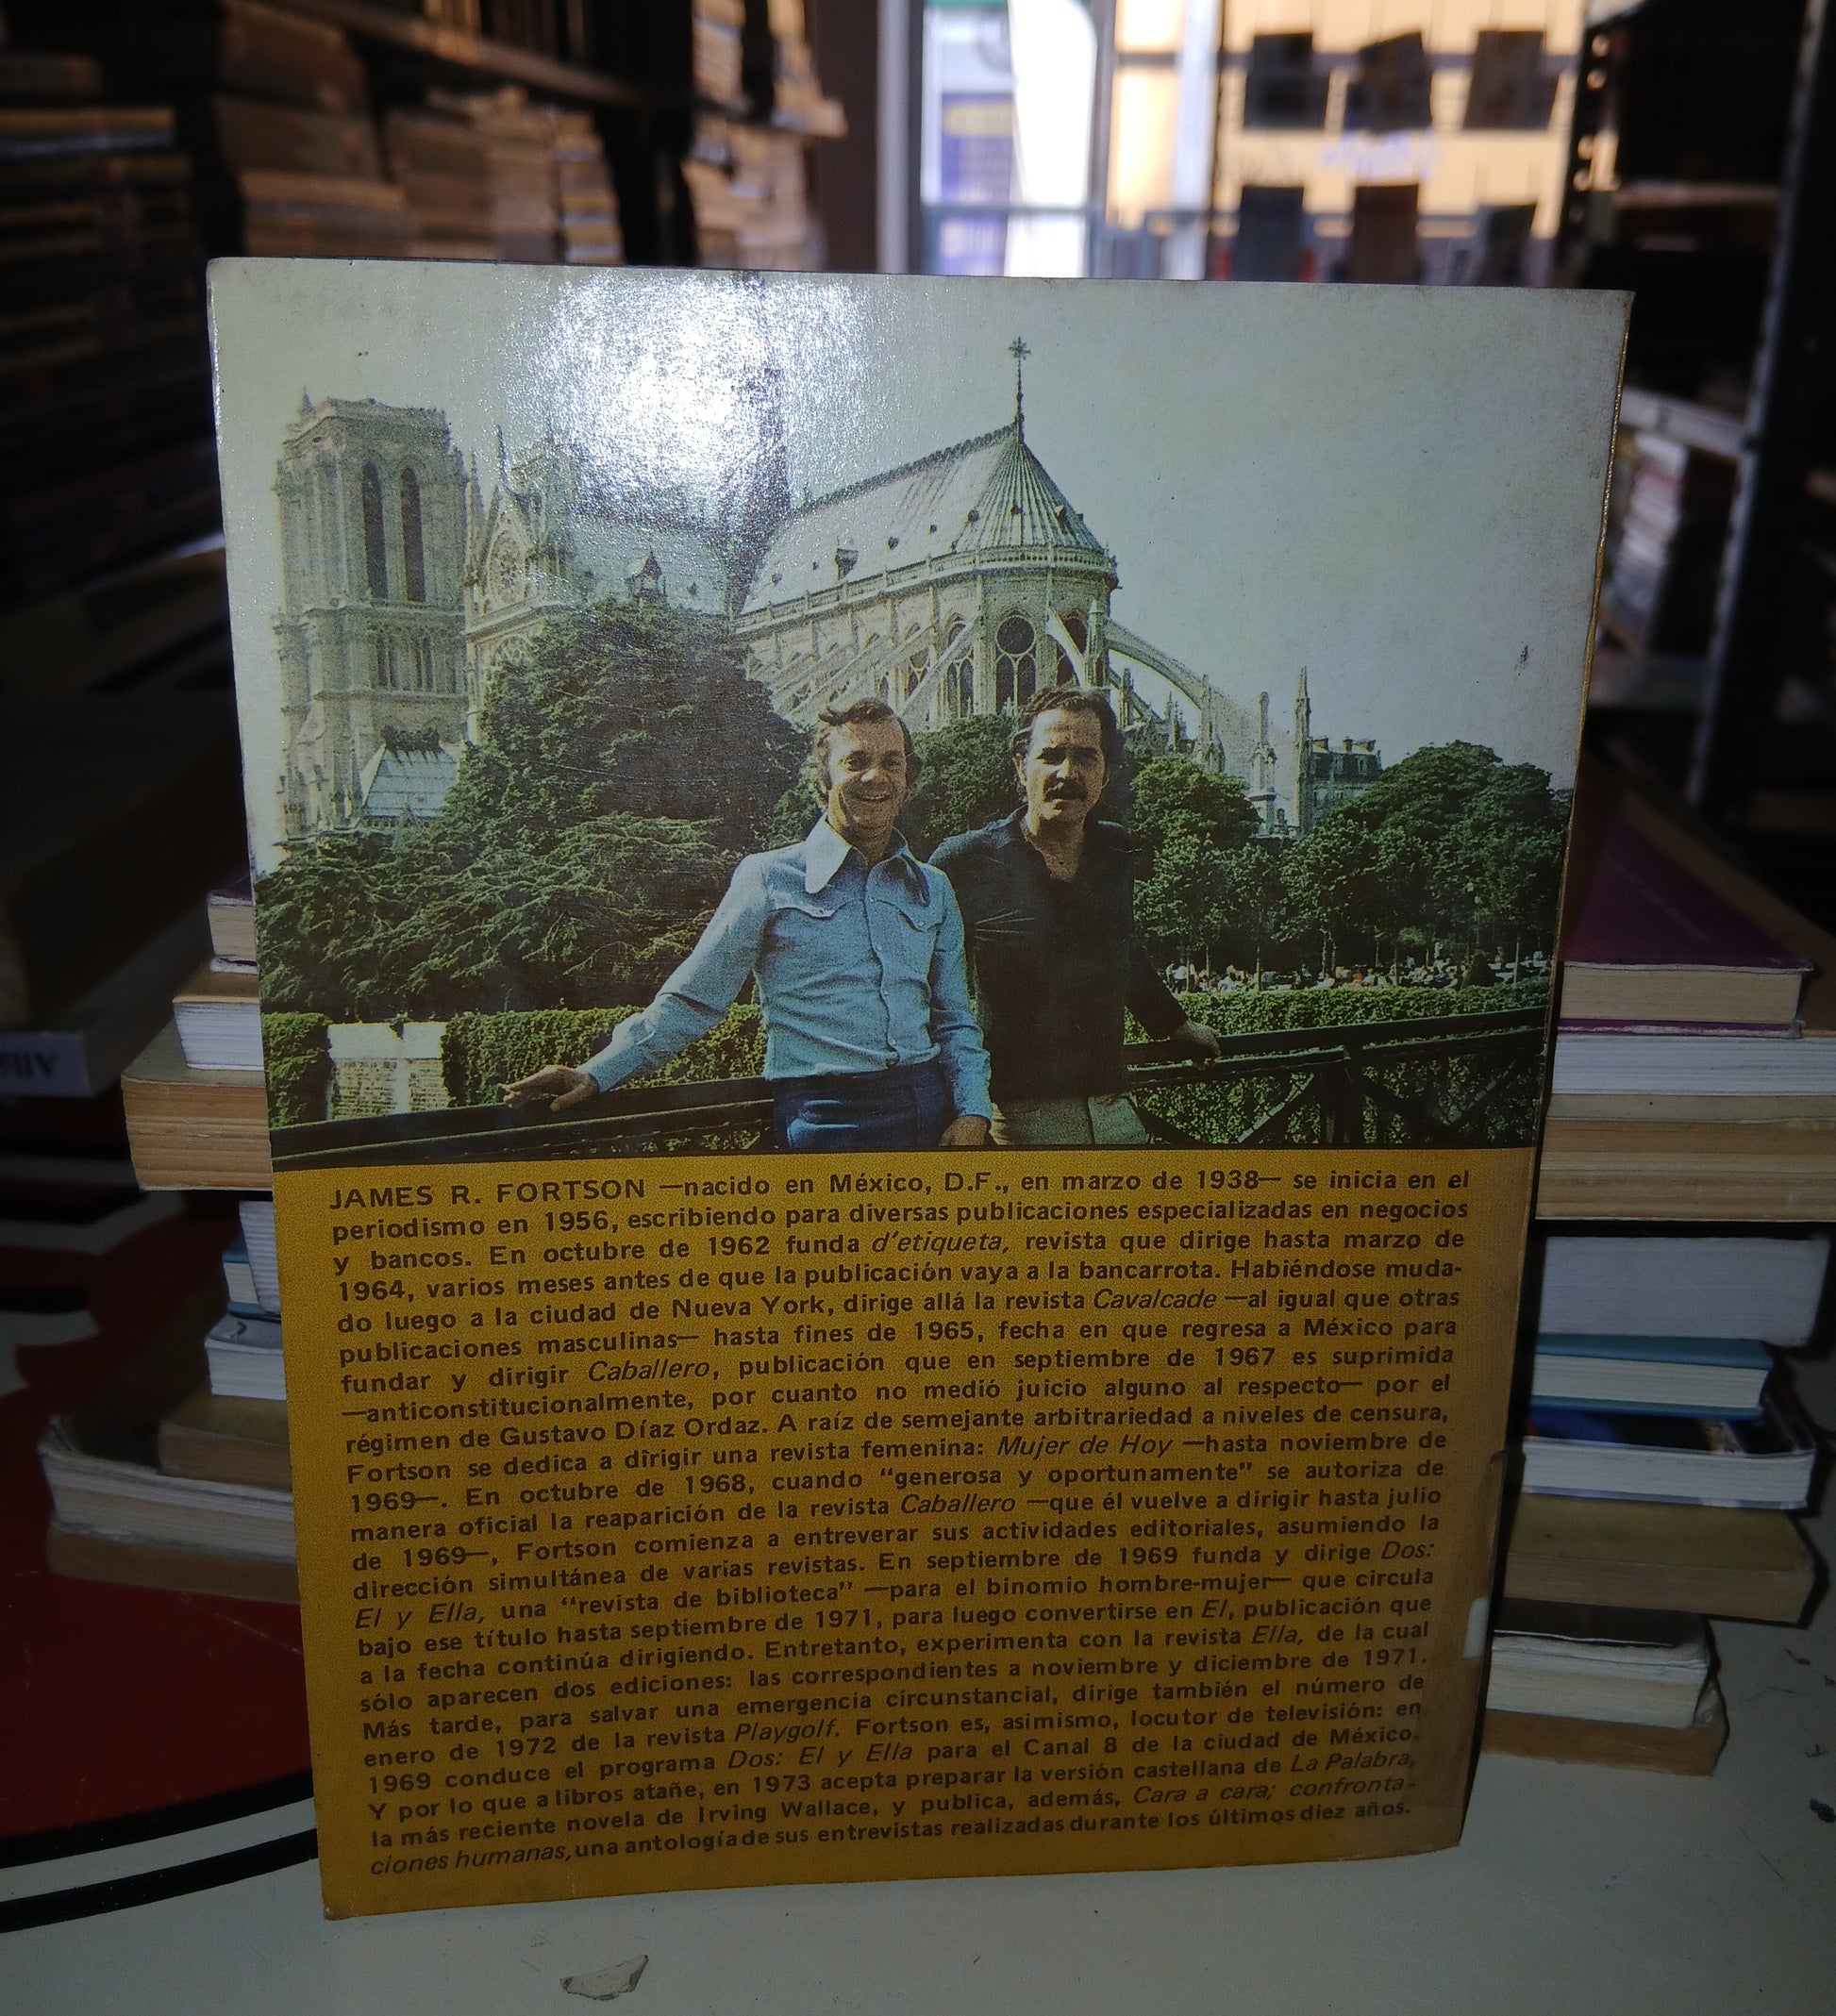 JAMES R. FORTSON —nacido en México, D.F., en marzo de 1938— se inicia en el
periodismo en 1956, escribiendo para diversas publicaciones especializadas en negocios
y bancos. En octubre de 1962 funda d'etiqueta, revista que dirige hasta marzo de
1964, varios meses antes de que la publicación vaya a la bancarrota. Habiéndose muda-
do luego a la ciudad de Nueva York, dirige allá la revista Cavalcade —al igual que otras
publicaciones masculinas— hasta fines de 1965, fecha en que regresa a México para
fundar y dirigir Caballero, publicación que en septiembre de 1967 es suprimida
—anticonstitucionalmente, por cuanto no medió juicio alguno al respecto— por el
régimen de Gustavo Díaz Ordaz. A raíz de semejante arbitrariedad a niveles de censura,
Fortson se dedica a dirigir una revista femenina: Mujer de Hoy —hasta noviembre de
1969—. En octubre de 1968, cuando “generosa y oportunamente” se autoriza de
manera oficial la reaparición de la revista Caballero —que él vuelve a dirigir hasta julio
de 1969—, Fortson comienza a entreverar sus actividades editoriales, asumiendo la
dirección simultánea de varias revistas. En septiembre de 1969 funda y dirige Dos:
El y Ella, una “revista de biblioteca” —para el binomio hombre-mujer— que circula
bajo ese título hasta septiembre de 1971, para luego convertirse en El, publicación que
a la fecha continúa dirigiendo. Entretanto, experimenta con la revista Ella, de la cual
sólo aparecen dos ediciones: las correspondientes a noviembre y diciembre de 1971.
Más tarde, para salvar una emergencia circunstancial, dirige también el número de
enero de 1972 de la revista Playgolf. Fortson es, asimismo, locutor de televisión: en
1969 conduce el programa Dos: El y Ella para el Canal 8 de la ciudad de México.
Y por lo que a libros atañe, en 1973 acepta preparar la versión castellana de La Palabra,
la más reciente novela de Irving Wallace, y publica, además, Cara a cara; confronta-
ciones humanas, una antología de sus entrevistas realizadas durante los últimos diez años.